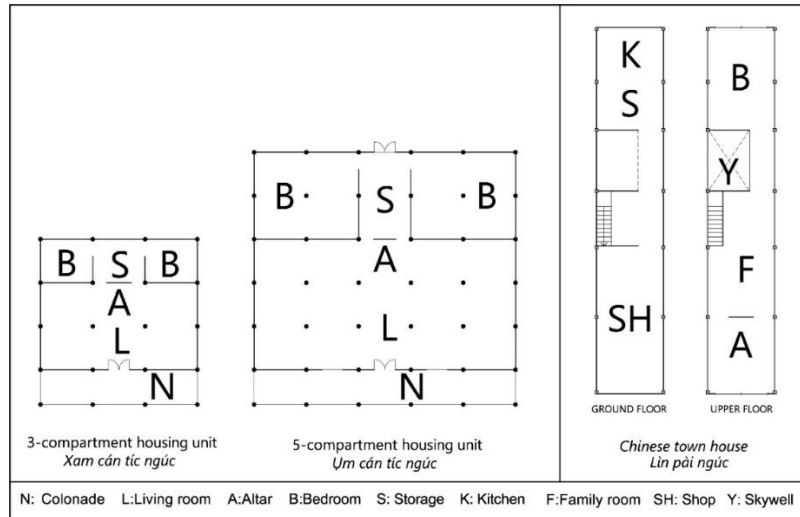 K
S
B
Y
B
S
B
B
S
B
A
A
F
L
L
SH
A
N
N
GROUND FLOOR
UPPER FLOOR
3-compartment housing unit
Xam cán tíc ngúc
5-compartment housing unit
Ụm cán tíc ngúc
Chinese town house
Lìn pài ngúc
N: Colonade L:Living room A:Altar B:Bedroom S: Storage K: Kitchen F:Family room SH: Shop Y: Skywell